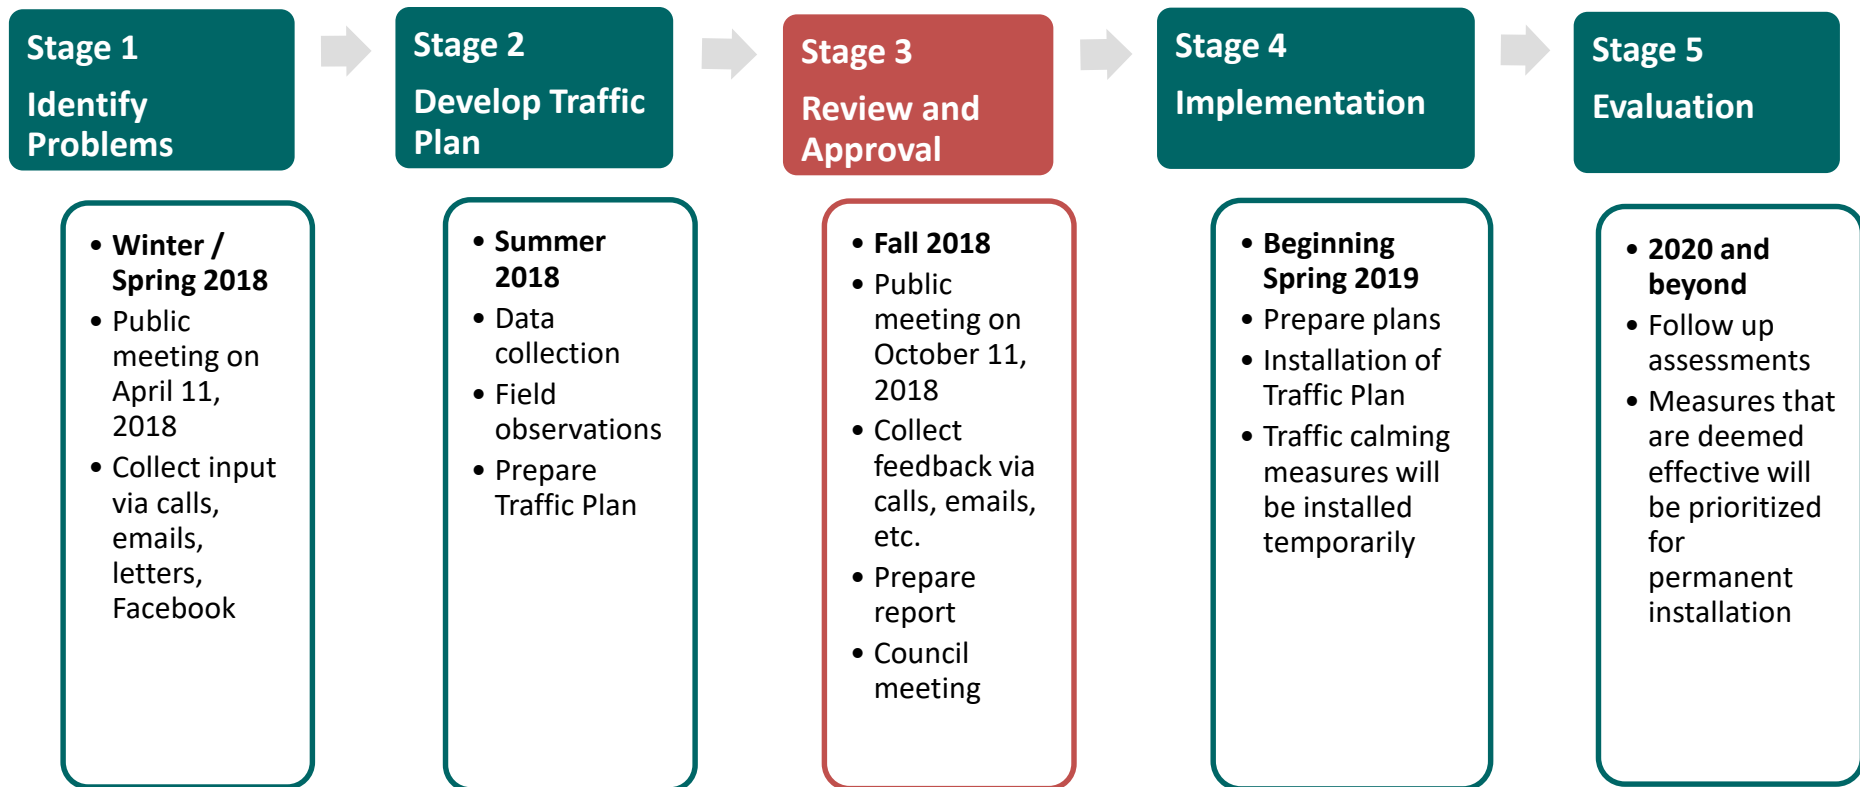 Stage 1
Identify
Problems
• Winter /
Spring 2018
• Public
meeting on
April 11,
2018
• Collect input
via calls,
emails,
letters,
Facebook
Stage 2
Develop Traffic
Plan
• Summer
2018
• Data
collection
• Field
observations
• Prepare
Traffic Plan
Stage 3
Review and
Approval
• Fall 2018
• Public
meeting on
October 11,
2018
• Collect
feedback via
calls, emails,
etc.
• Prepare
report
• Council
meeting
Stage 4
Implementation
• Beginning
Spring 2019
• Prepare plans
• Installation of
Traffic Plan
• Traffic calming
measures will
be installed
temporarily
Stage 5
Evaluation
• 2020 and
beyond
• Follow up
assessments
• Measures that
are deemed
effective will
be prioritized
for
permanent
installation